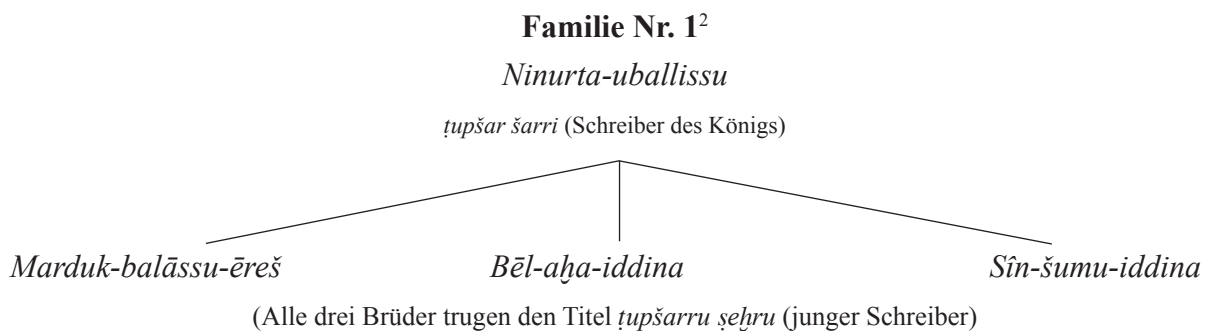 Familie Nr. 1²
Ninurta-uballissu
ṭupšar šarri (Schreiber des Königs)
Marduk-balāssu-ēreš Bēl-aḫa-iddina Sîn-šumu-iddina
(Alle drei Brüder trugen den Titel ṭupšarru ṣeḫru (junger Schreiber)